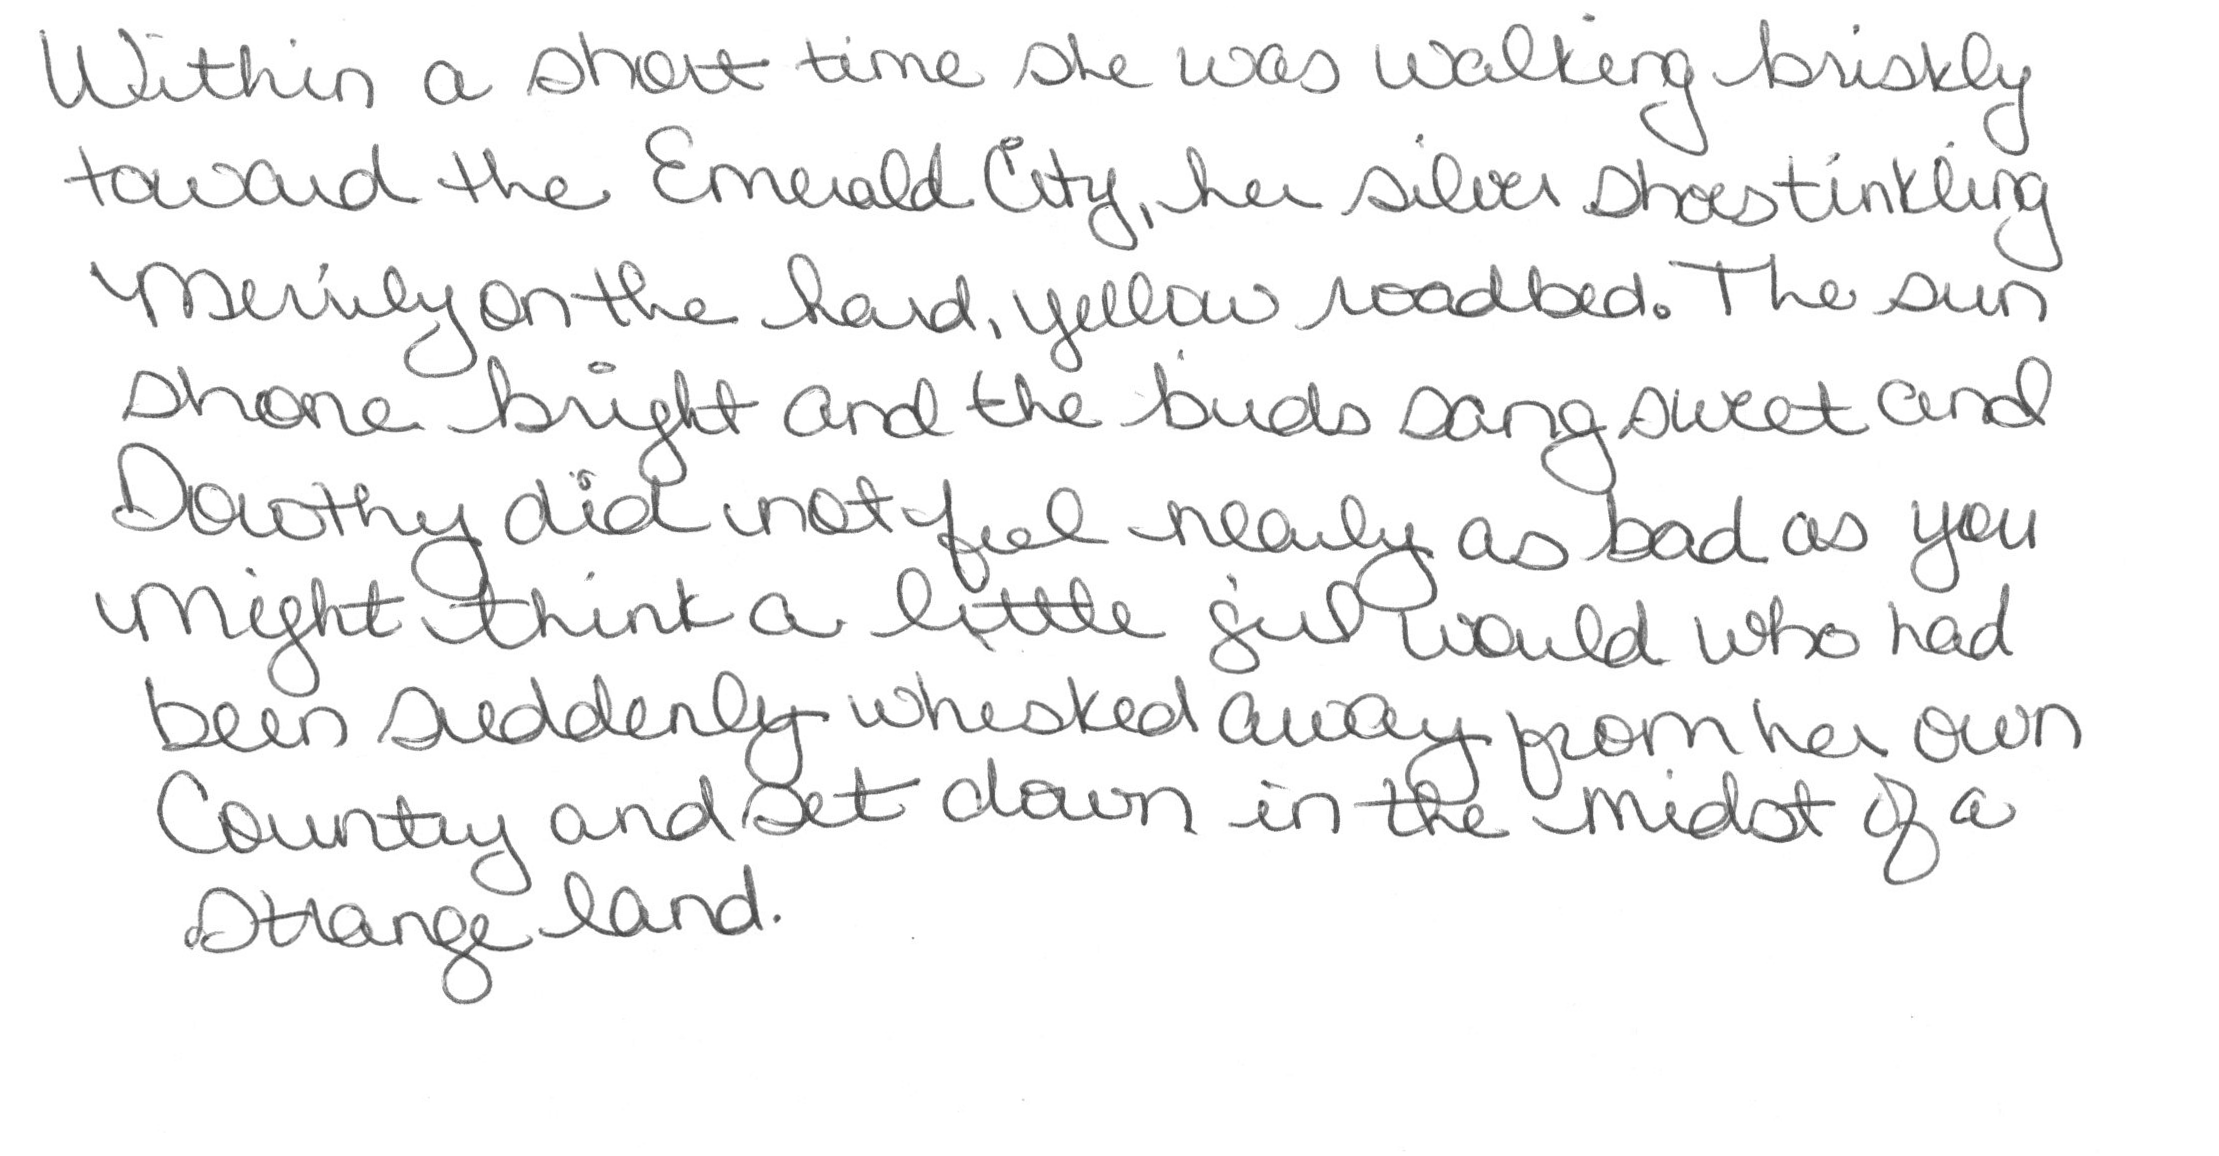 Within a short time she was walking briskly
toward the Emerald City, her silver shoes tinkling
merrily on the hard, yellow roadbed. The sun
shone bright and the birds sang sweet and
Dorothy did not feel nearly as bad as you
might think a little girl would who had
been suddenly whisked away from her own
country and set down in the midst of a
strange land.